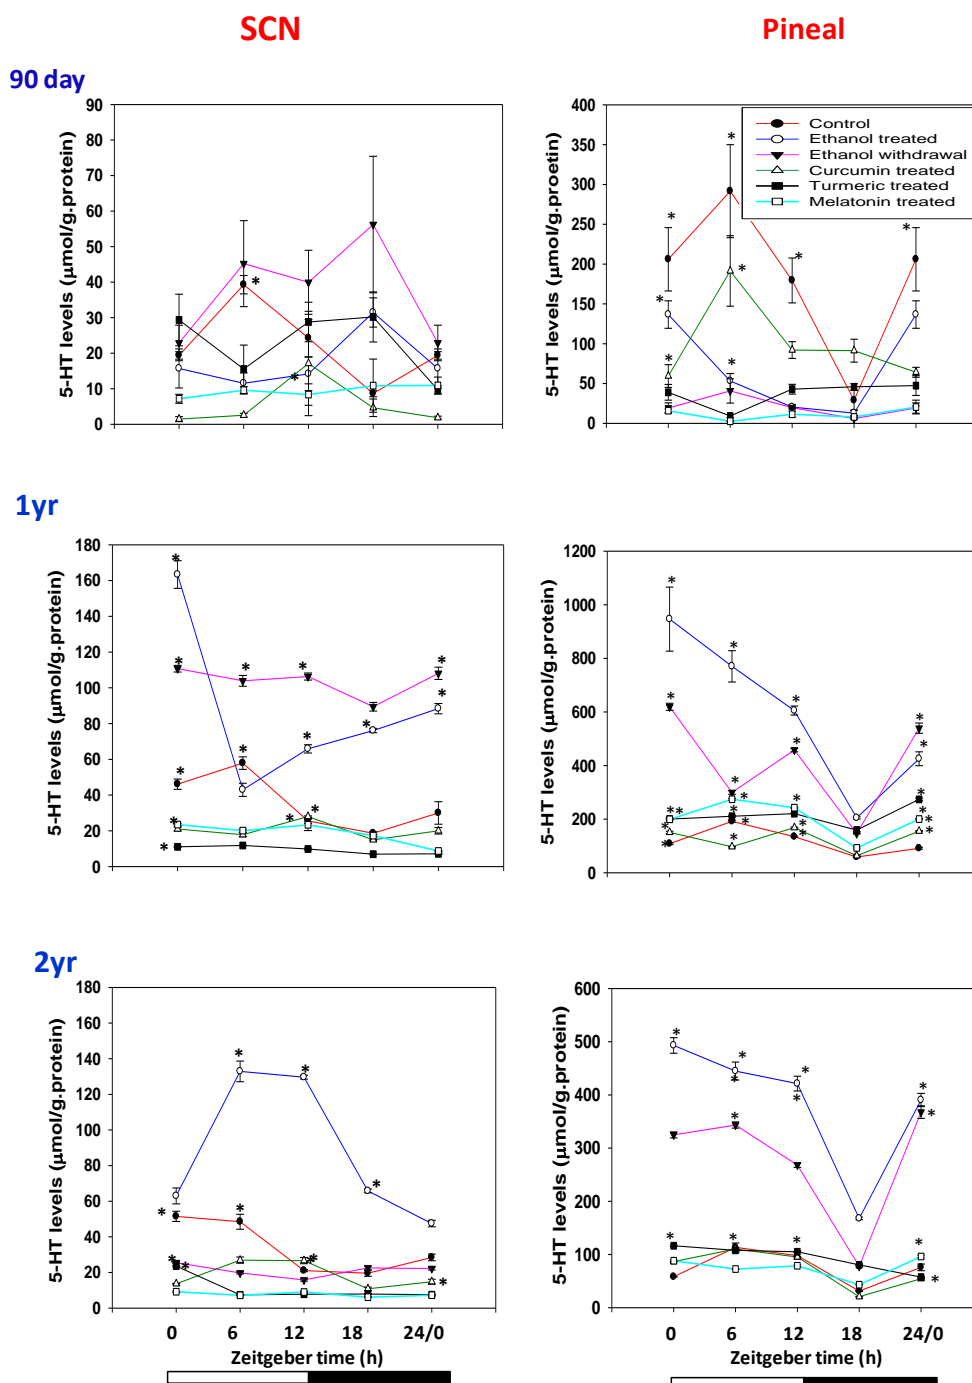 SCN
Pineal
90 day
5-HT levels (µmol/g.protein)
90
80
70
60
50
40
30
20
10
0
*
*
5-HT levels (µmol/g.proetin)
400
350
300
250
200
150
100
50
0
Control
Ethanol treated
Ethanol withdrawal
Curcumin treated
Turmeric treated
Melatonin treated
* * * * * * * * *
1yr
5-HT levels (µmol/g.protein)
180
160
140
120
100
80
60
40
20
0
5-HT levels (µmol/g.protein)
1200
1000
800
600
400
200
0
2yr
5-HT levels (µmol/g.protein)
180
160
140
120
100
80
60
40
20
0
0 6 12 18 24/0
Zeitgeber time (h)
5-HT levels (µmol/g.protein)
600
500
400
300
200
100
0
0 6 12 18 24/0
Zeitgeber time (h)